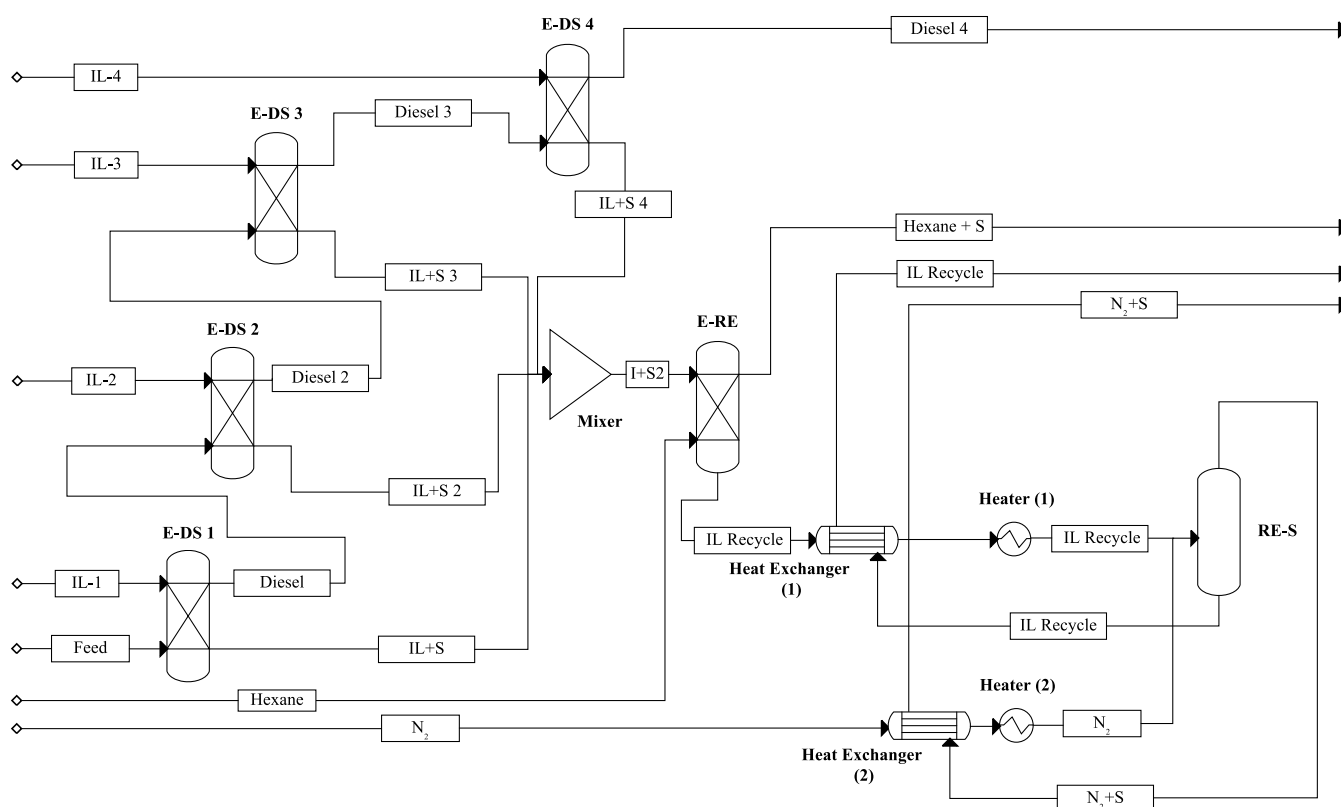 E-DS 4
Diesel 4
IL-4
E-DS 3
Diesel 3
IL-3
IL+S 4
Hexane + S
IL+S 3
IL Recycle
N₂+S
E-RE
E-DS 2
IL-2
Diesel 2
I+S2
Mixer
IL+S 2
Heater (1)
E-DS 1
IL Recycle
IL Recycle
RE-S
Heat Exchanger
(1)
IL-1
Diesel
IL Recycle
Feed
IL+S
Heater (2)
Hexane
N₂
N₂
Heat Exchanger
(2)
N₂+S